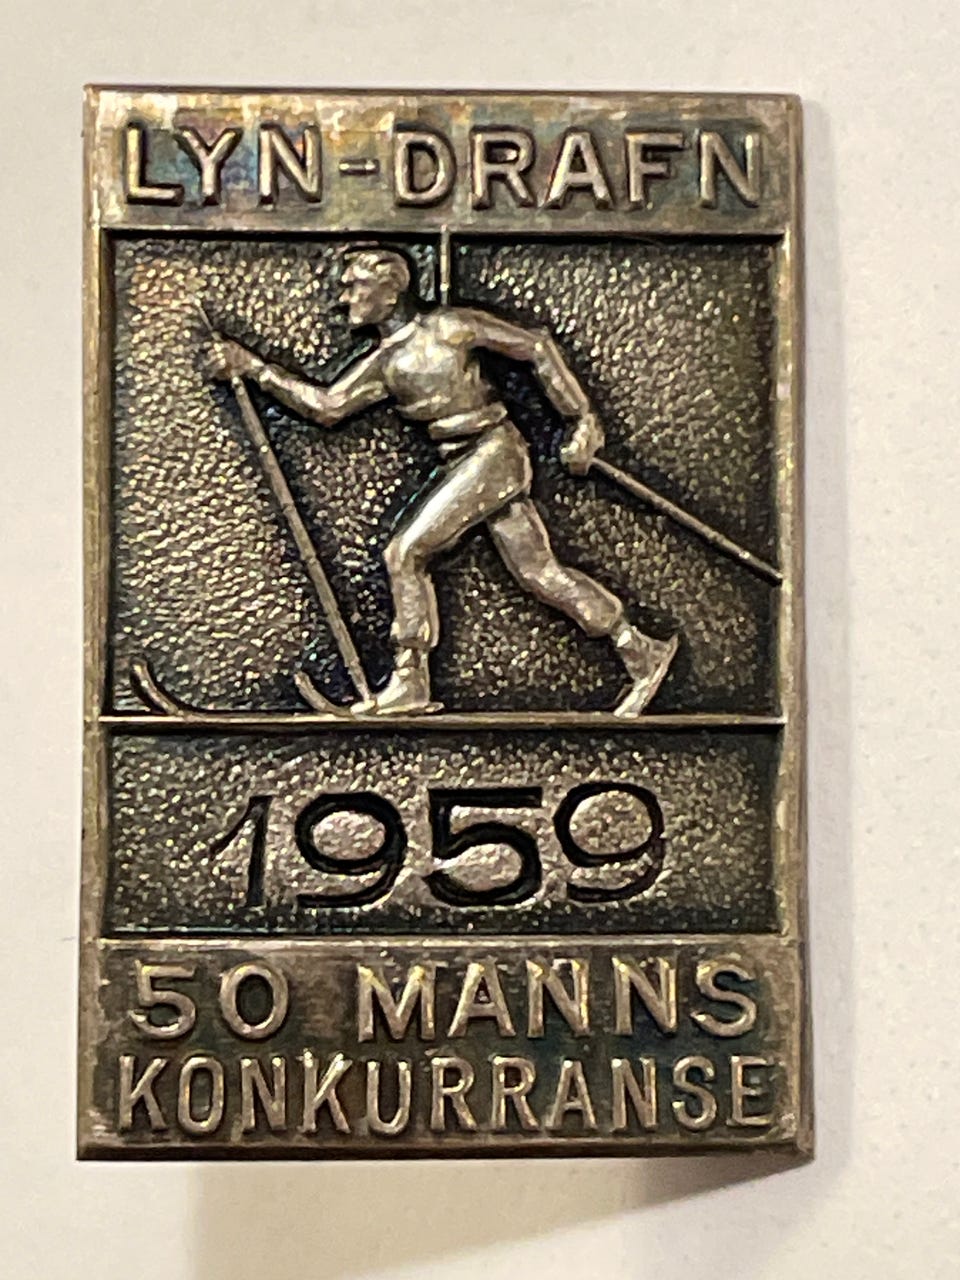 LYN-DRAFN
1959
50 MANNS
KONKURRANSE